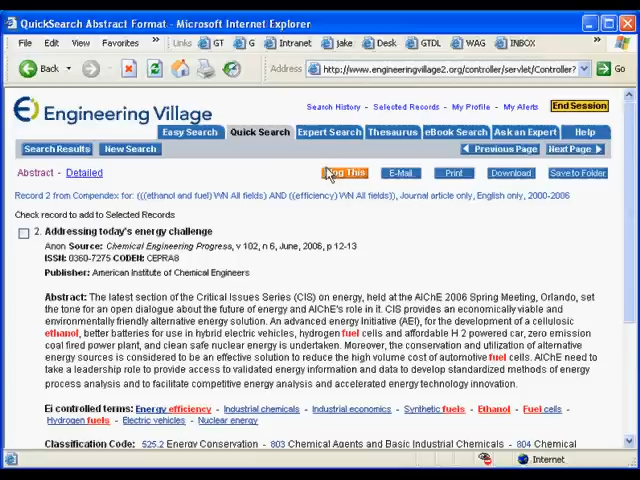 QuickSearch Abstract Format - Microsoft Internet Explorer
File Edit View Favorites » Links GT G Intranet jake Desk GTDL WAG INBOX »
Back » Address http://www.engineeringvillage2.org/controller/servlet/Controller? Go
Engineering Village
Search History - Selected Records - My Profile - My Alerts End Session
Easy Search Quick Search Expert Search Thesaurus eBook Search Ask an Expert Help
Search Results New Search Previous Page Next Page
Abstract - Detailed This E-Mail Print Download Save to Folder
Record 2 from Compendex for: (((ethanol and fuel) WN All fields) AND ((efficiency) WN All fields)), Journal article only, English only, 2000-2006
Check record to add to Selected Records
2. Addressing today's energy challenge
Anon Source: Chemical Engineering Progress, v 102, n 6, June, 2006, p 12-13
ISSN: 0360-7275 CODEN: CEPRA8
Publisher: American Institute of Chemical Engineers
Abstract: The latest section of the Critical Issues Series (CIS) on energy, held at the AIChE 2006 Spring Meeting, Orlando, set
the tone for an open dialogue about the future of energy and AIChE's role in it. CIS provides an economically viable and
environmentally friendly alternative energy solution. An advanced energy Initiative (AEI), for the development of a cellulosic
ethanol, better batteries for use in hybrid electric vehicles, hydrogen fuel cells and affordable H 2 powered car, zero emission
coal fired power plant, and clean safe nuclear energy is undertaken. Moreover, the conservation and utilization of alternative
energy sources is considered to be an effective solution to reduce the high volume cost of automotive fuel cells. AIChE need to
take a leadership role to provide access to validated energy information and data to develop standardized methods of energy
process analysis and to facilitate competitive energy analysis and accelerated energy technology innovation.
Ei controlled terms: Energy efficiency - Industrial chemicals - Industrial economics - Synthetic fuels - Ethanol - Fuel cells -
Hydrogen fuels - Electric vehicles - Nuclear energy
Classification Code: 525.2 Energy Conservation - 803 Chemical Agents and Basic Industrial Chemicals - 804 Chemical
Internet